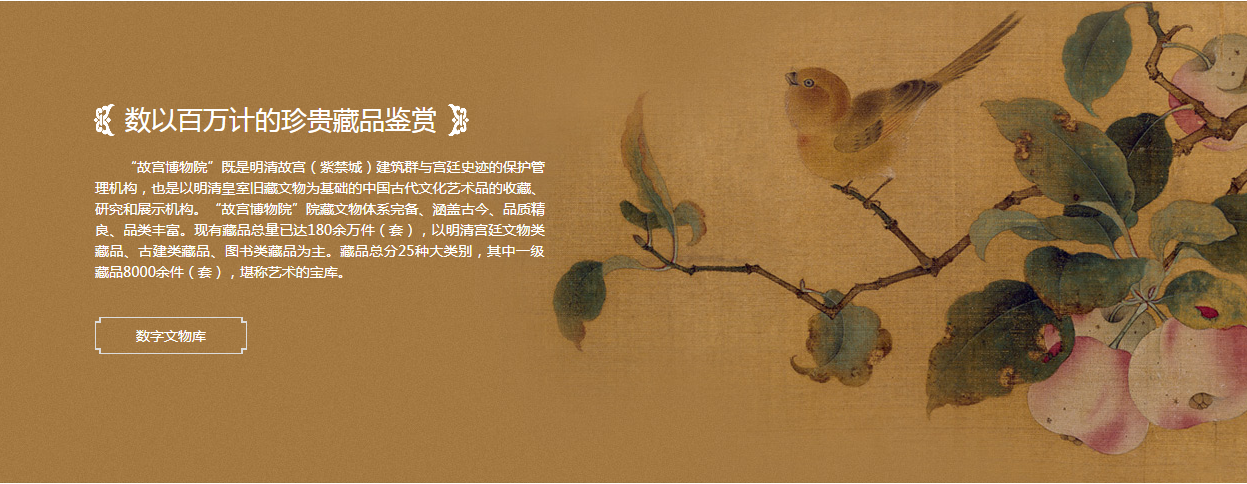 数以百万计的珍贵藏品鉴赏
“故宫博物院”既是明清故宫（紫禁城）建筑群与宫廷史迹的保护管
理机构，也是以明清皇室旧藏文物为基础的中国古代文化艺术品的收藏、
研究和展示机构。“故宫博物院”院藏文物体系完备、涵盖古今、品质精
良、品类丰富。现有藏品总量已达180余万件（套），以明清宫廷文物类
藏品、古建类藏品、图书类藏品为主。藏品总分25种大类别，其中一级
藏品8000余件（套），堪称艺术的宝库。
数字文物库